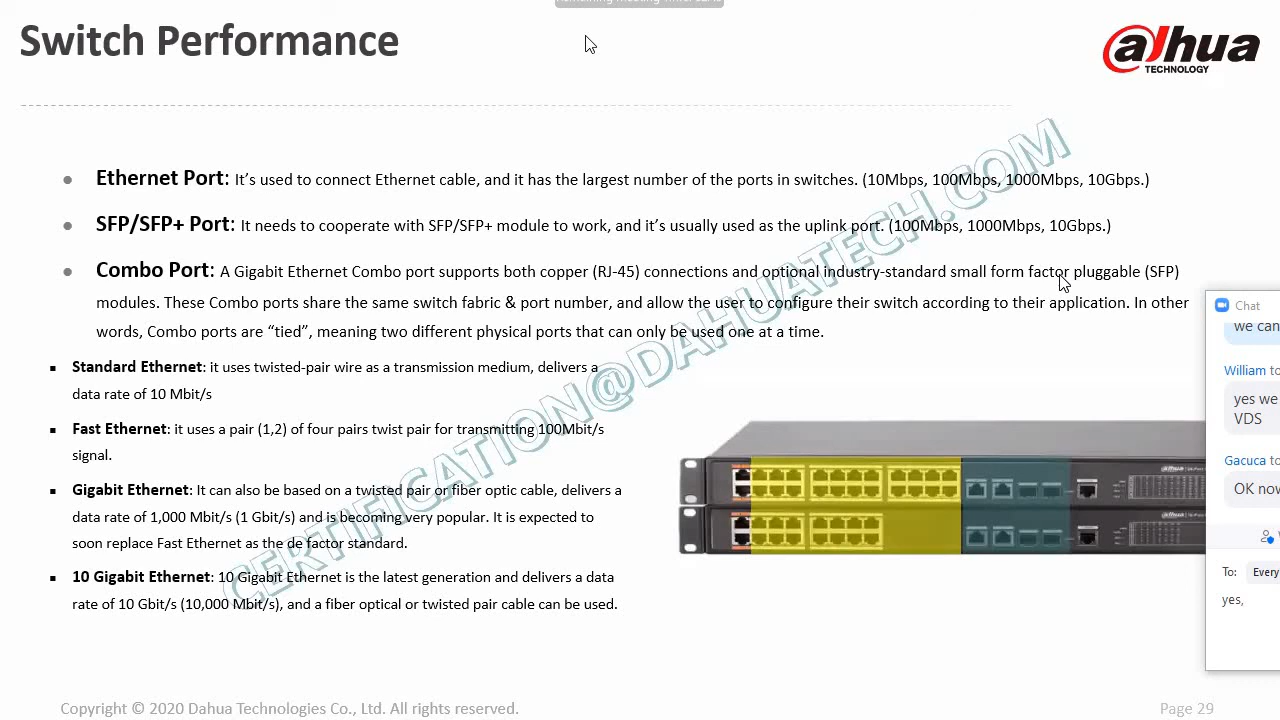 Switch Performance
alhua
TECHNOLOGY
Ethernet Port: It's used to connect Ethernet cable, and it has the largest number of the ports in switches. (10Mbps, 100Mbps, 1000Mbps, 10Gbps.)
SFP/SFP+ Port: It needs to cooperate with SFP/SFP+ module to work, and it's usually used as the uplink port. (100Mbps, 1000Mbps, 10Gbps.)
Combo Port: A Gigabit Ethernet Combo port supports both copper (RJ-45) connections and optional industry-standard small form factor pluggable (SFP)
modules. These Combo ports share the same switch fabric & port number, and allow the user to configure their switch according to their application. In other
words, Combo ports are “tied”, meaning two different physical ports that can only be used one at a time.
Standard Ethernet: it uses twisted-pair wire as a transmission medium, delivers a
data rate of 10 Mbit/s
Fast Ethernet: it uses a pair (1,2) of four pairs twist pair for transmitting 100Mbit/s
signal.
Gigabit Ethernet: It can also be based on a twisted pair or fiber optic cable, delivers a
data rate of 1,000 Mbit/s (1 Gbit/s) and is becoming very popular. It is expected to
soon replace Fast Ethernet as the de factor standard.
10 Gigabit Ethernet: 10 Gigabit Ethernet is the latest generation and delivers a data
rate of 10 Gbit/s (10,000 Mbit/s), and a fiber optical or twisted pair cable can be used.
CERTIFICATION@DAHUATECH.COM
Chat
we can
William to
yes we
VDS
Gacuca to
OK now
To: Every
yes,
Copyright © 2020 Dahua Technologies Co., Ltd. All rights reserved.
Page 29